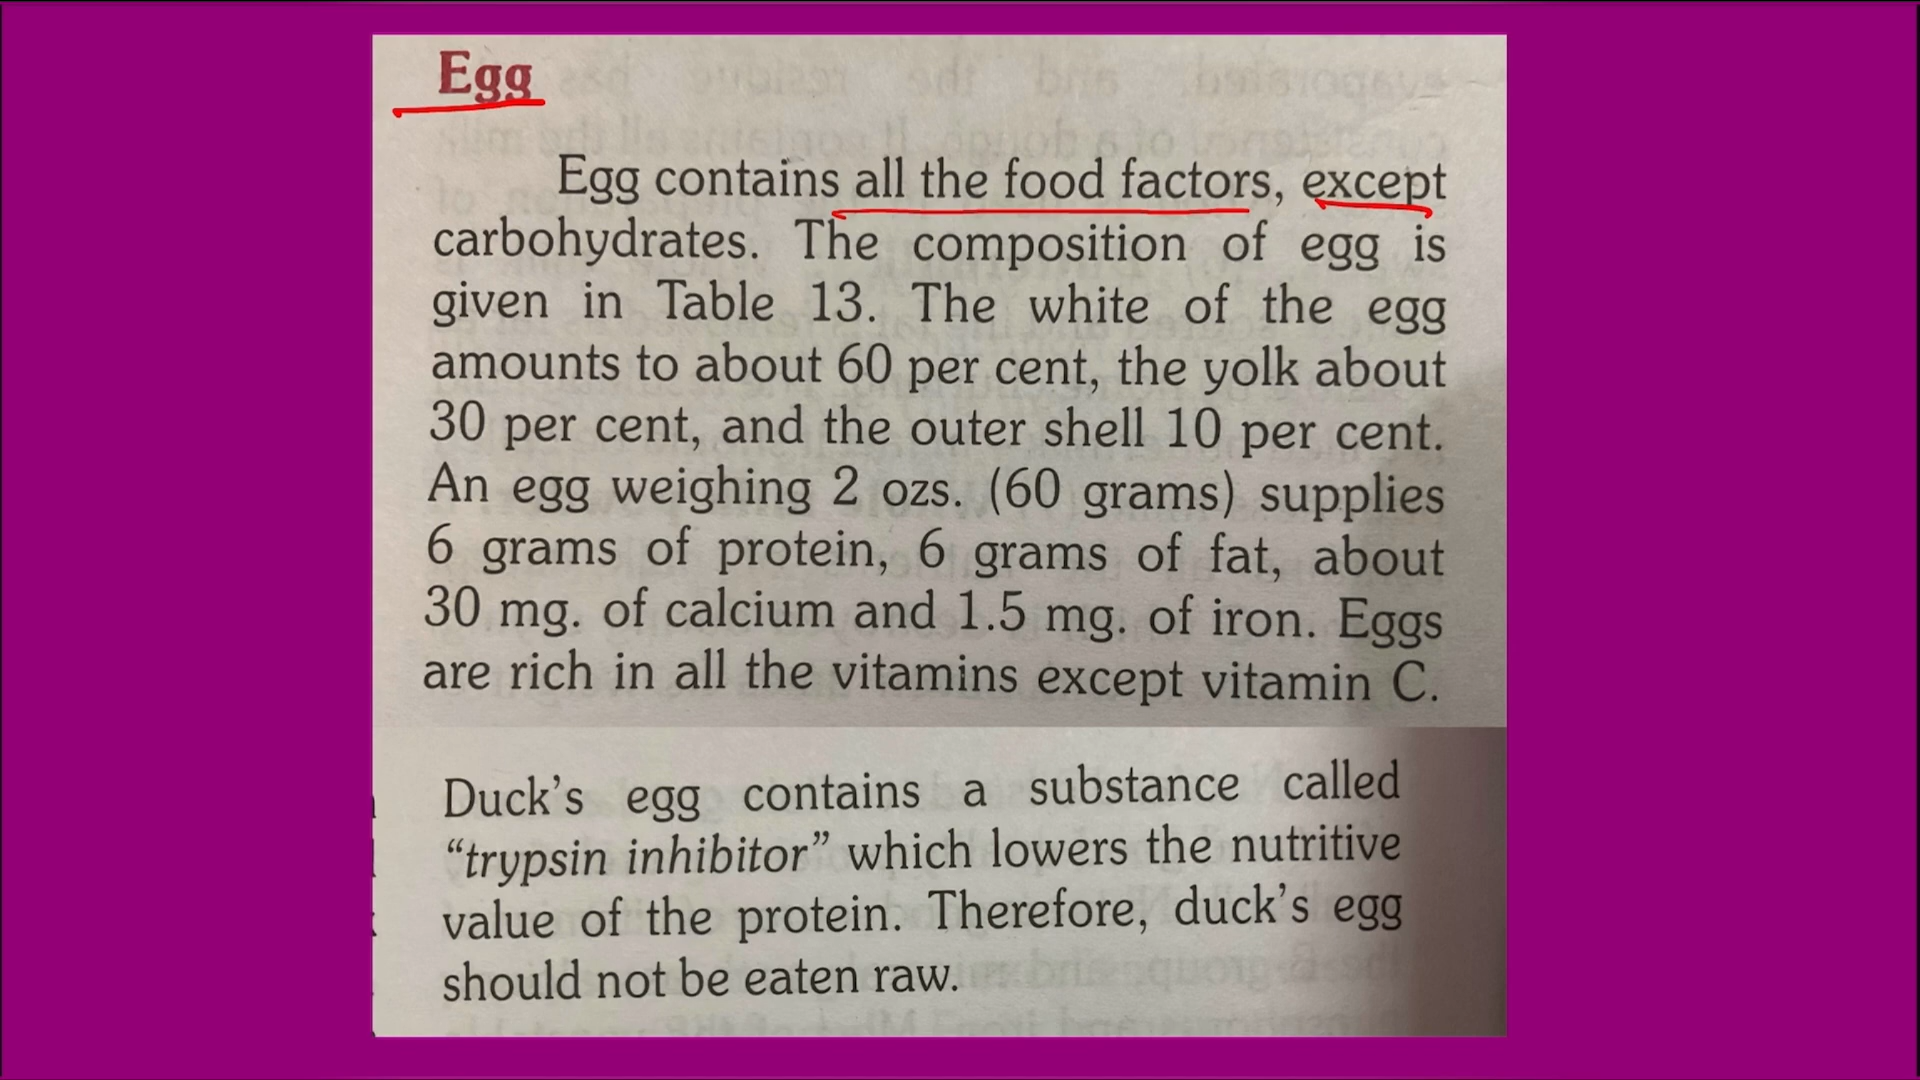 Egg
Egg contains all the food factors, except
carbohydrates. The composition of egg is
given in Table 13. The white of the egg
amounts to about 60 per cent, the yolk about
30 per cent, and the outer shell 10 per cent.
An egg weighing 2 ozs. (60 grams) supplies
6 grams of protein, 6 grams of fat, about
30 mg. of calcium and 1.5 mg. of iron. Eggs
are rich in all the vitamins except vitamin C.
Duck’s egg contains a substance called
“trypsin inhibitor” which lowers the nutritive
value of the protein. Therefore, duck’s egg
should not be eaten raw.